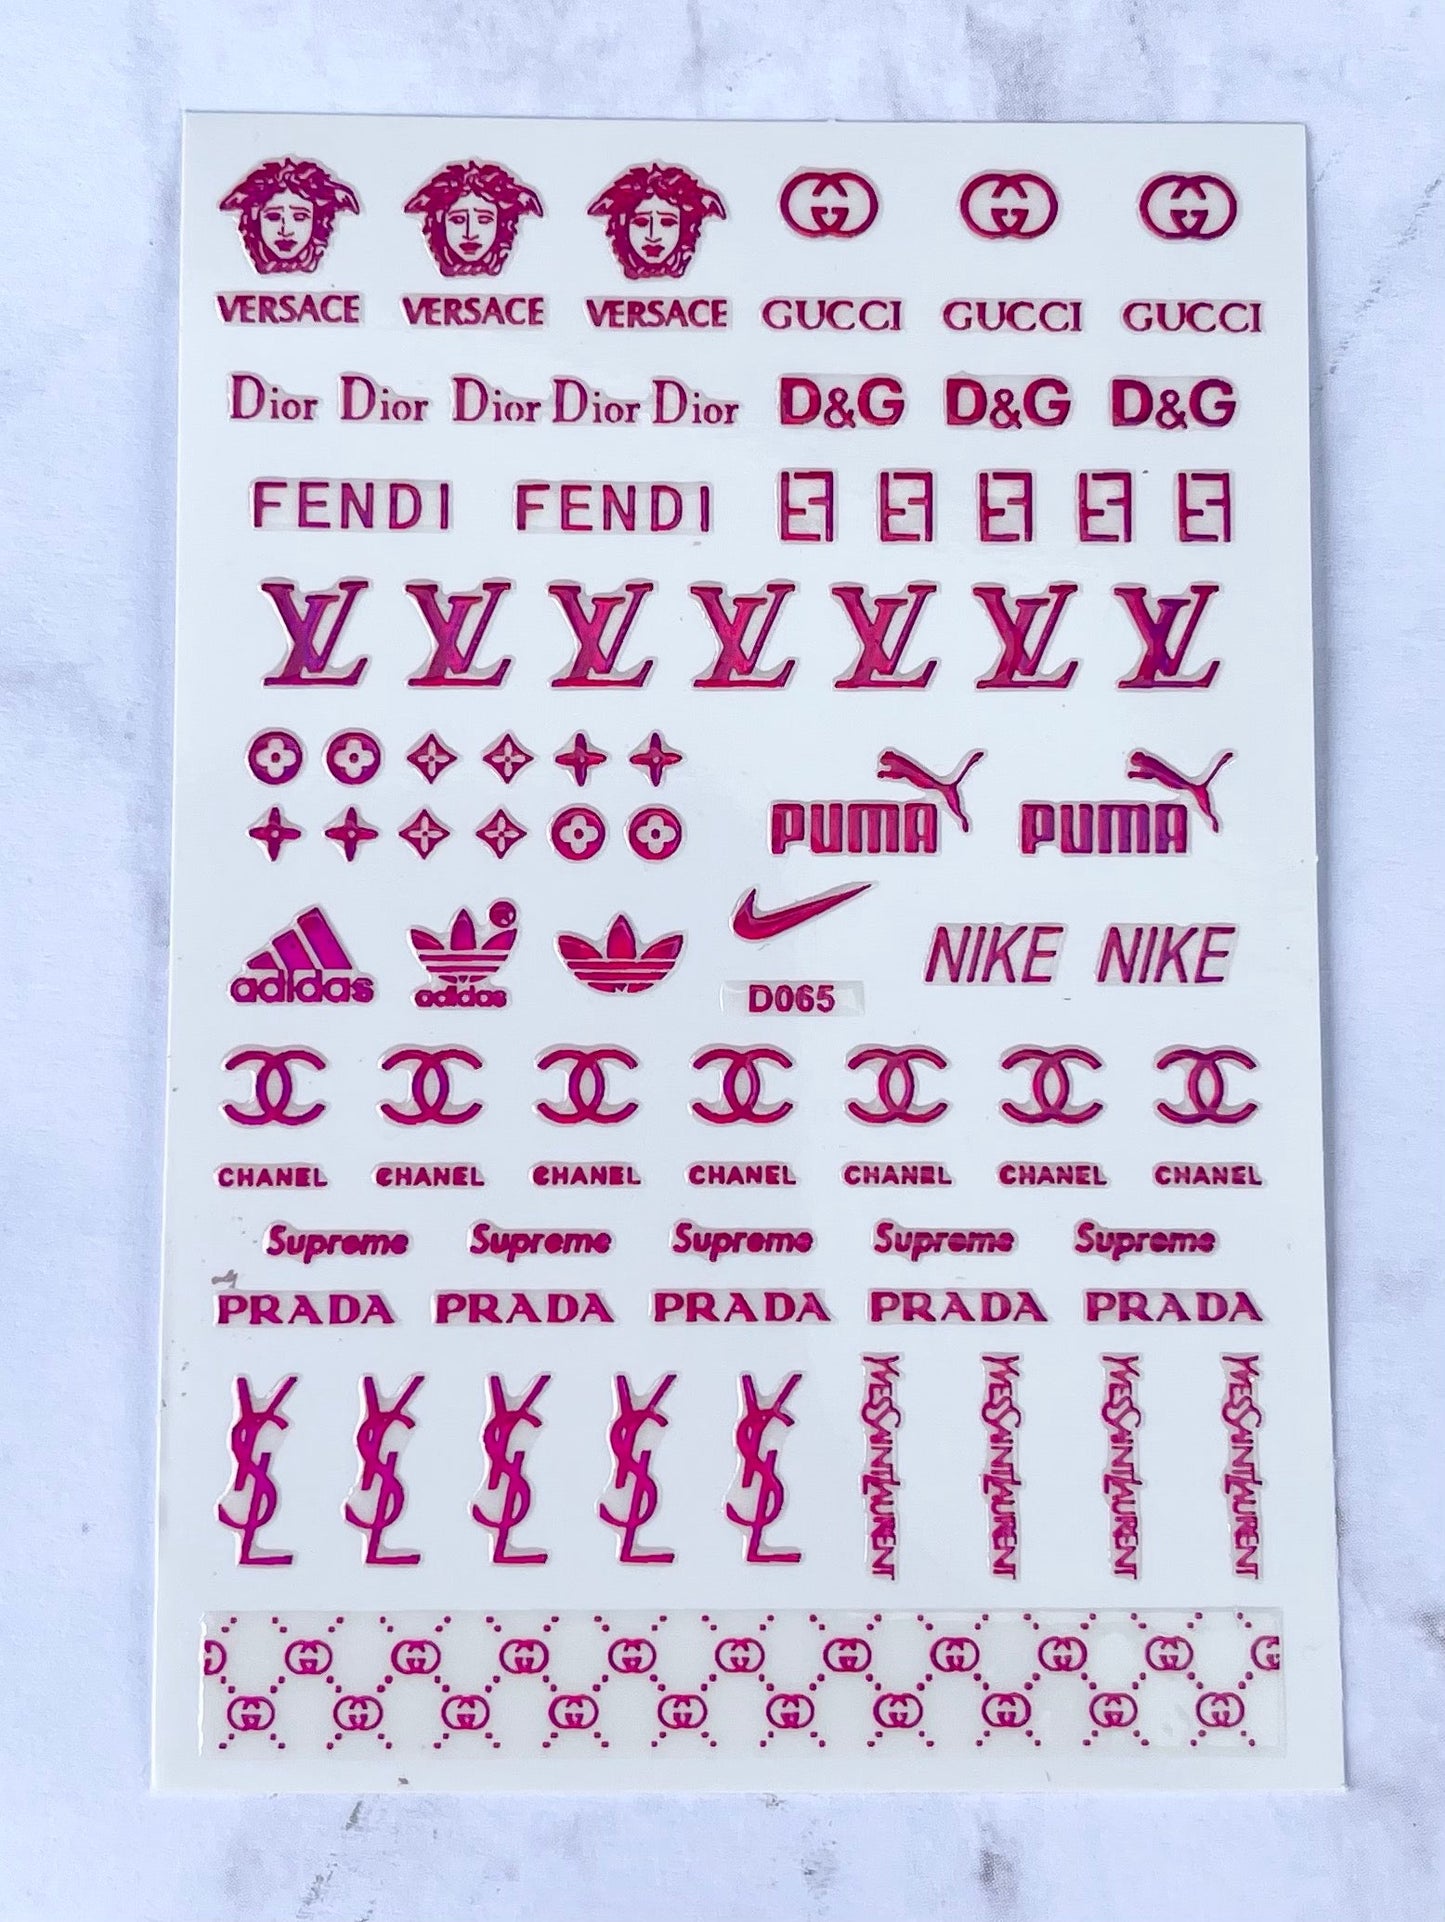 VERSACE VERSACE VERSACE GUCCI GUCCI GUCCI
Dior Dior Dior Dior Dior D&G D&G D&G
FENDI FENDI
PUMA PUMA
adidas adidas NIKE NIKE
D065
CHANEL CHANEL CHANEL CHANEL CHANEL CHANEL CHANEL
Supreme Supreme Supreme Supreme Supreme
PRADA PRADA PRADA PRADA PRADA
YSL YSL YSL YSL YSL
YVESSAINTLAURENT YVESSAINTLAURENT YVESSAINTLAURENT YVESSAINTLAURENT